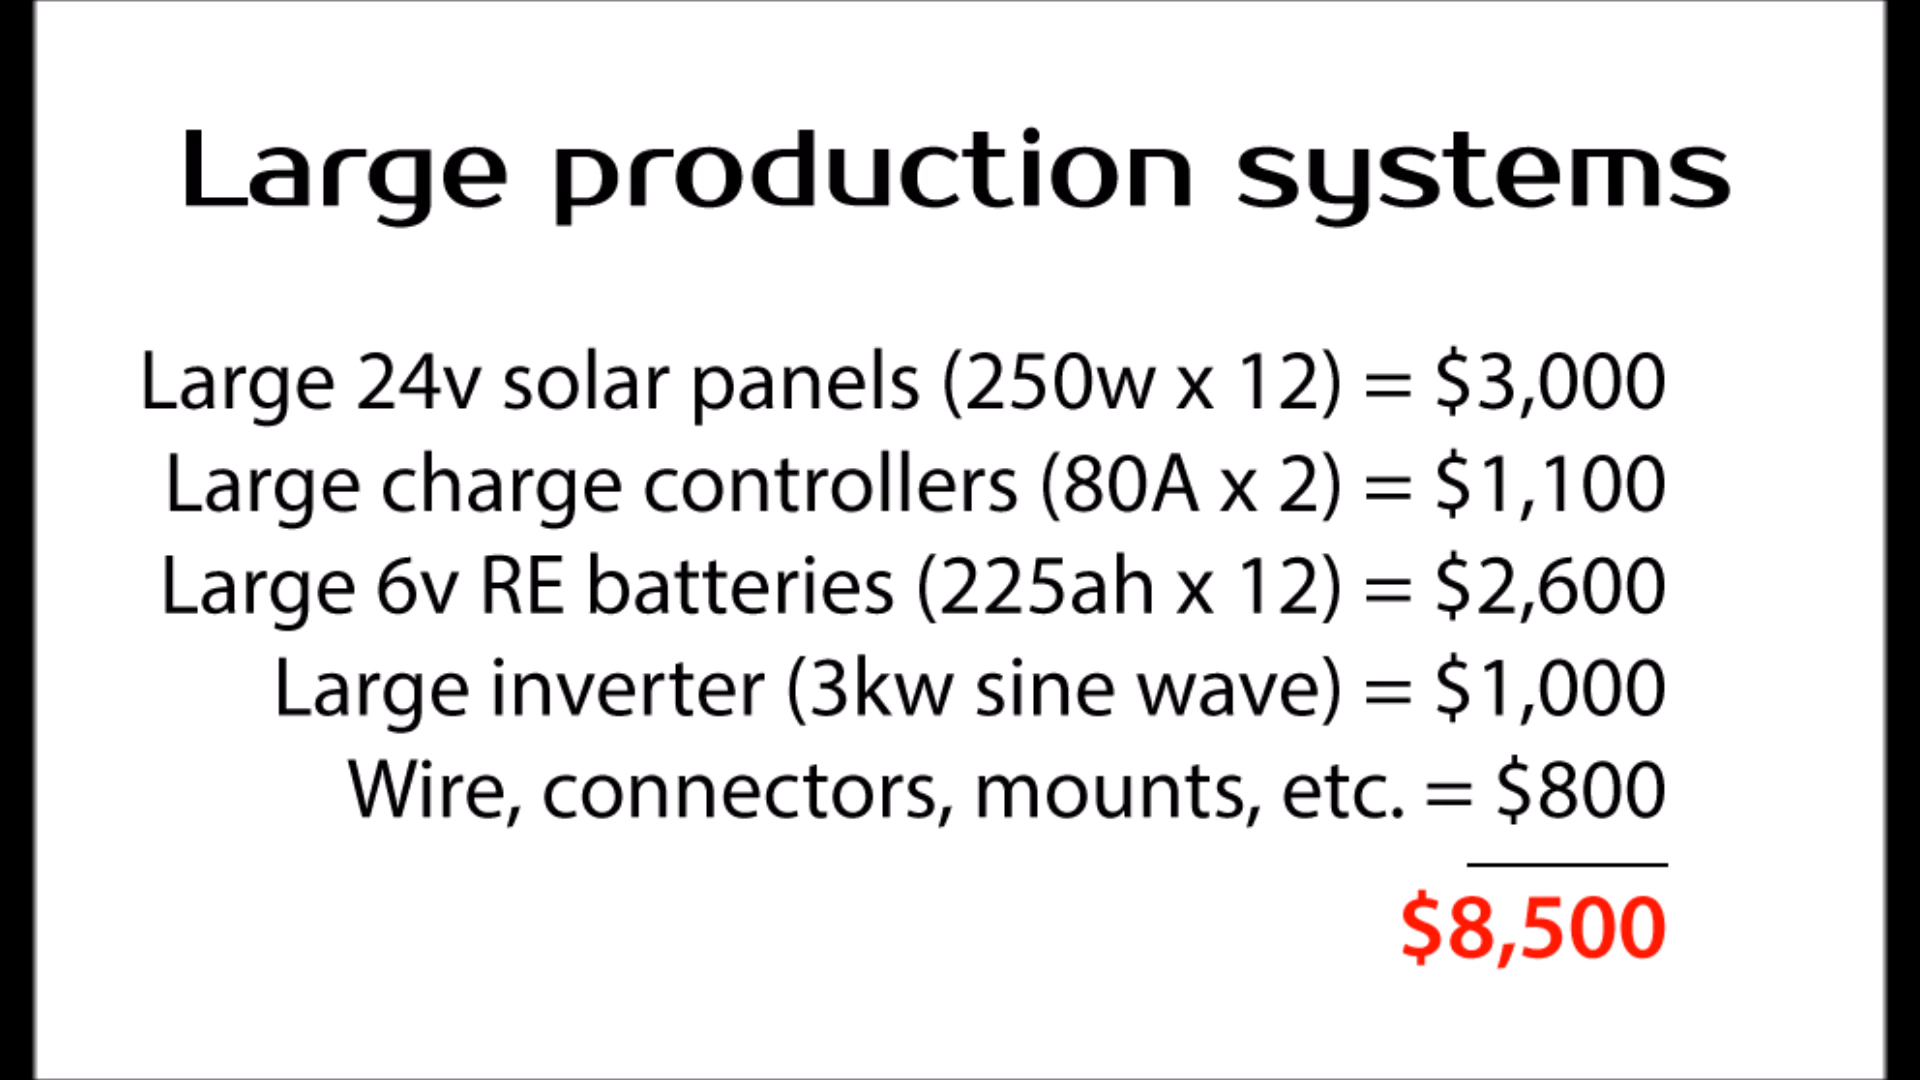 Large production systems
Large 24v solar panels (250w x 12) = $3,000
Large charge controllers (80A x 2) = $1,100
Large 6v RE batteries (225ah x 12) = $2,600
Large inverter (3kw sine wave) = $1,000
Wire, connectors, mounts, etc. = $800
$8,500